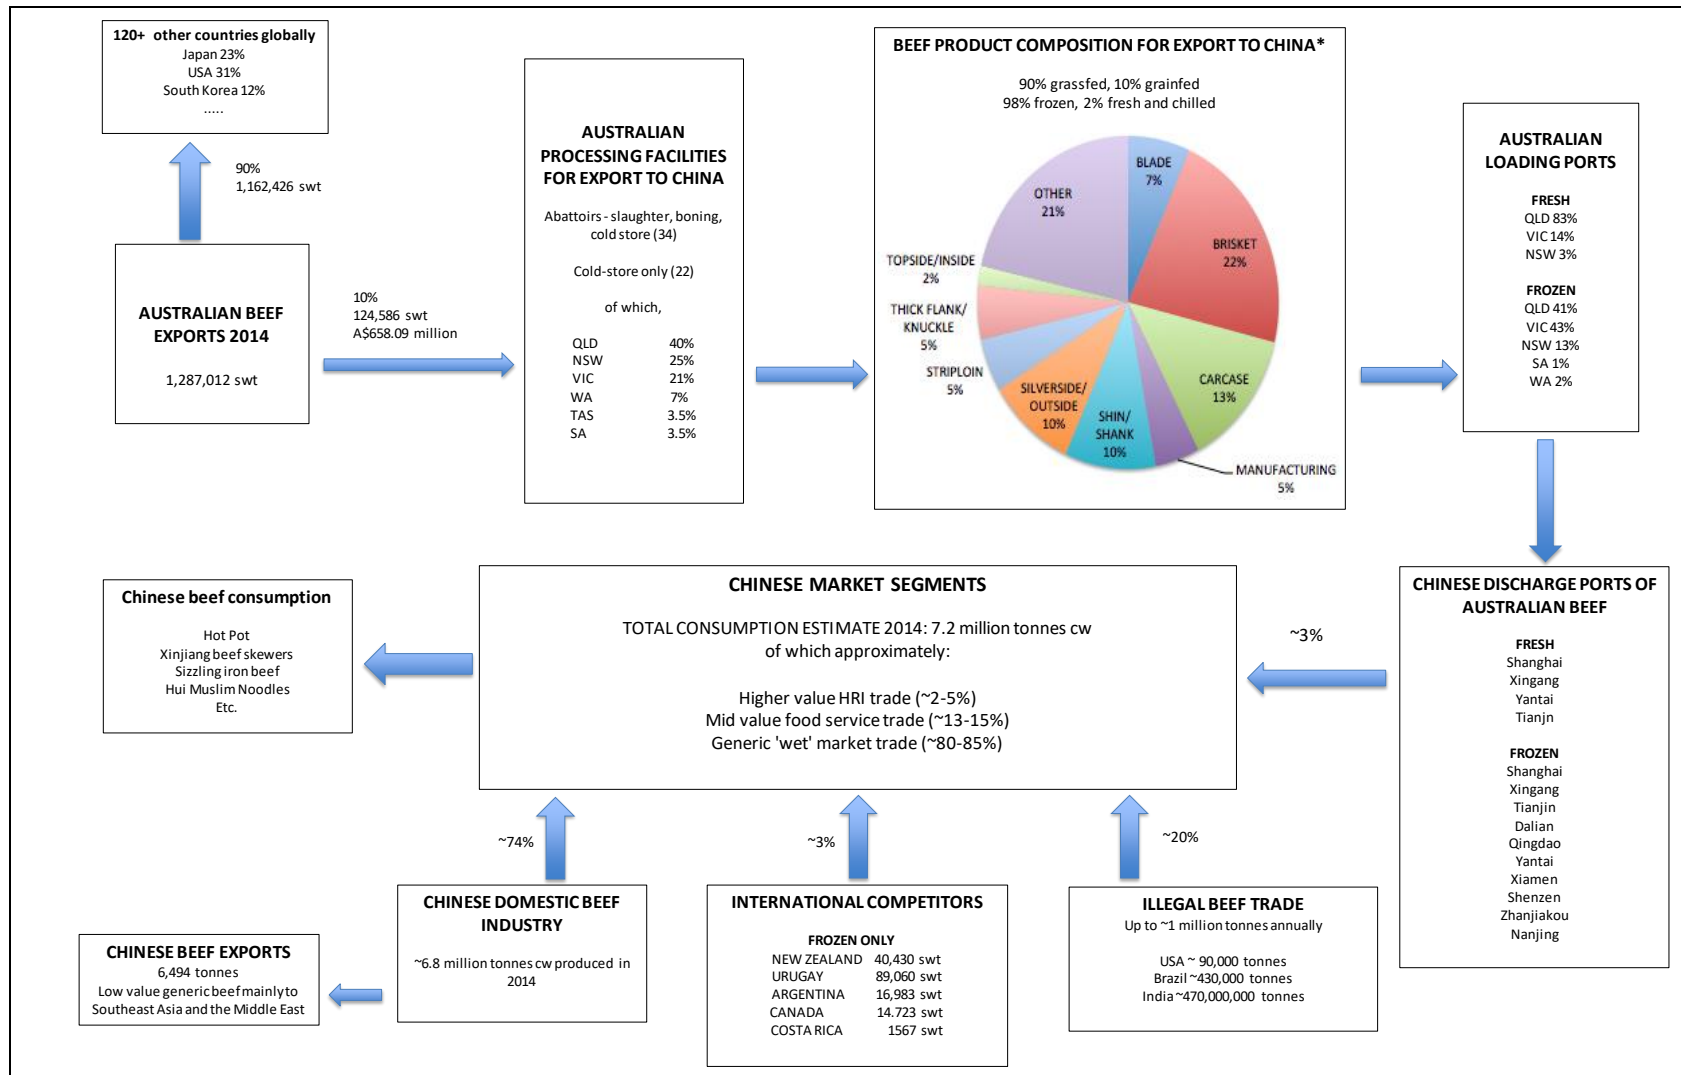 120+ other countries globally
Japan 23%
USA 31%
South Korea 12%
.....
90%
1,162,426 swt
AUSTRALIAN BEEF
EXPORTS 2014
1,287,012 swt
10%
124,586 swt
A$658.09 million
AUSTRALIAN
PROCESSING FACILITIES
FOR EXPORT TO CHINA
Abattoirs - slaughter, boning,
cold store (34)
Cold-store only (22)
of which,
QLD 40%
NSW 25%
VIC 21%
WA 7%
TAS 3.5%
SA 3.5%
BEEF PRODUCT COMPOSITION FOR EXPORT TO CHINA*
90% grassfed, 10% grainfed
98% frozen, 2% fresh and chilled
BLADE
7%
BRISKET
22%
CARCASE
13%
MANUFACTURING
5%
SHIN/
SHANK
10%
SILVERSIDE/
OUTSIDE
10%
STRIPLOIN
5%
THICK FLANK/
KNUCKLE
5%
TOPSIDE/INSIDE
2%
OTHER
21%
AUSTRALIAN
LOADING PORTS
FRESH
QLD 83%
VIC 14%
NSW 3%
FROZEN
QLD 41%
VIC 43%
NSW 13%
SA 1%
WA 2%
CHINESE DISCHARGE PORTS OF
AUSTRALIAN BEEF
FRESH
Shanghai
Xingang
Yantai
Tianjn
FROZEN
Shanghai
Xingang
Tianjin
Dalian
Qingdao
Yantai
Xiamen
Shenzen
Zhanjiakou
Nanjing
~3%
CHINESE MARKET SEGMENTS
TOTAL CONSUMPTION ESTIMATE 2014: 7.2 million tonnes cw
of which approximately:
Higher value HRI trade (~2-5%)
Mid value food service trade (~13-15%)
Generic 'wet' market trade (~80-85%)
Chinese beef consumption
Hot Pot
Xinjiang beef skewers
Sizzling iron beef
Hui Muslim Noodles
Etc.
~74%
~3%
~20%
CHINESE DOMESTIC BEEF
INDUSTRY
~6.8 million tonnes cw produced in
2014
CHINESE BEEF EXPORTS
6,494 tonnes
Low value generic beef mainly to
Southeast Asia and the Middle East
INTERNATIONAL COMPETITORS
FROZEN ONLY
NEW ZEALAND 40,430 swt
URUGAY 89,060 swt
ARGENTINA 16,983 swt
CANADA 14.723 swt
COSTA RICA 1567 swt
ILLEGAL BEEF TRADE
Up to ~1 million tonnes annually
USA ~ 90,000 tonnes
Brazil ~430,000 tonnes
India ~470,000,000 tonnes